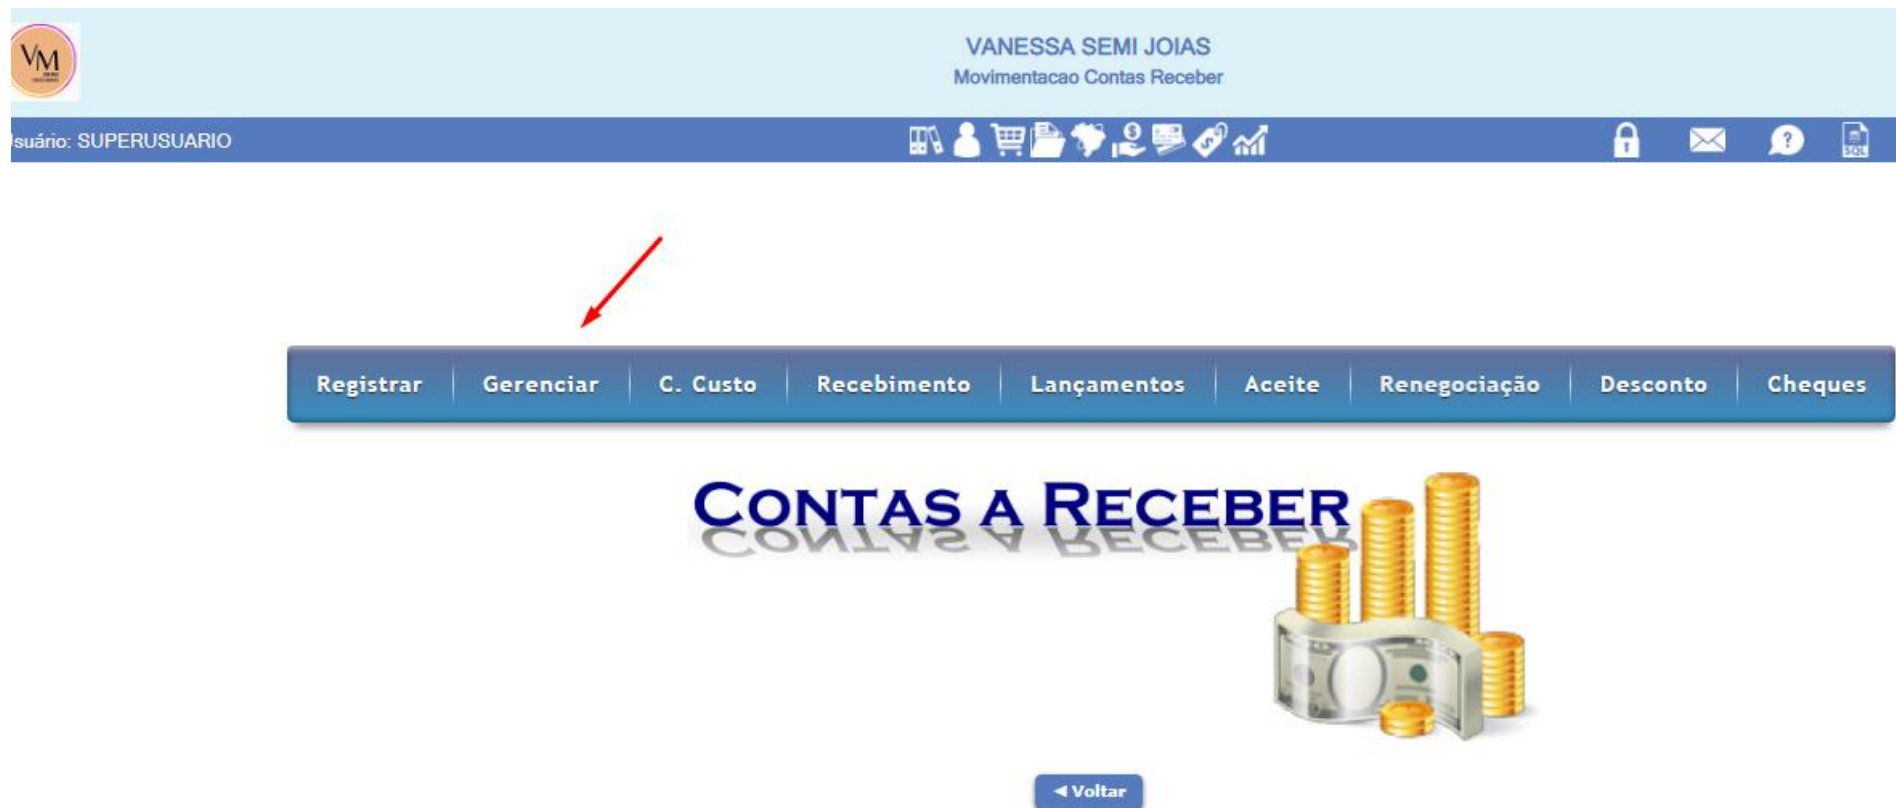 VM
VANESSA SEMI JOIAS
Movimentacao Contas Receber
suário: SUPERUSUARIO
SQL
Registrar Gerenciar C. Custo Recebimento Lançamentos Aceite Renegociação Desconto Cheques
CONTAS A RECEBER
Voltar